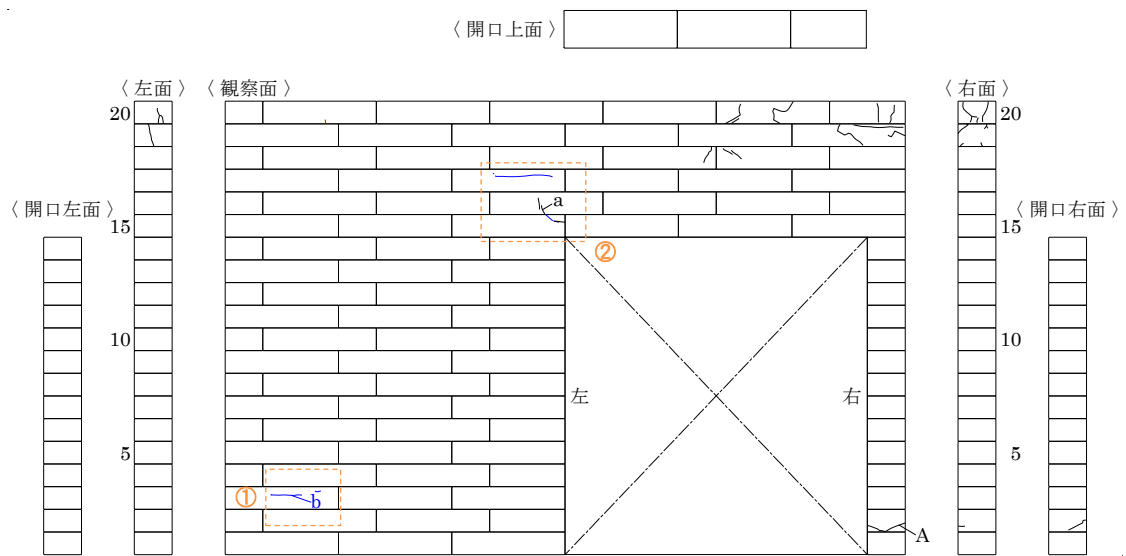 〈 開口上面 〉
〈 左面 〉 〈 観察面 〉 〈 右面 〉
20 20
〈 開口左面 〉 a 〈 開口右面 〉
15 15
②
10 10
左 右
5 5
① b
A